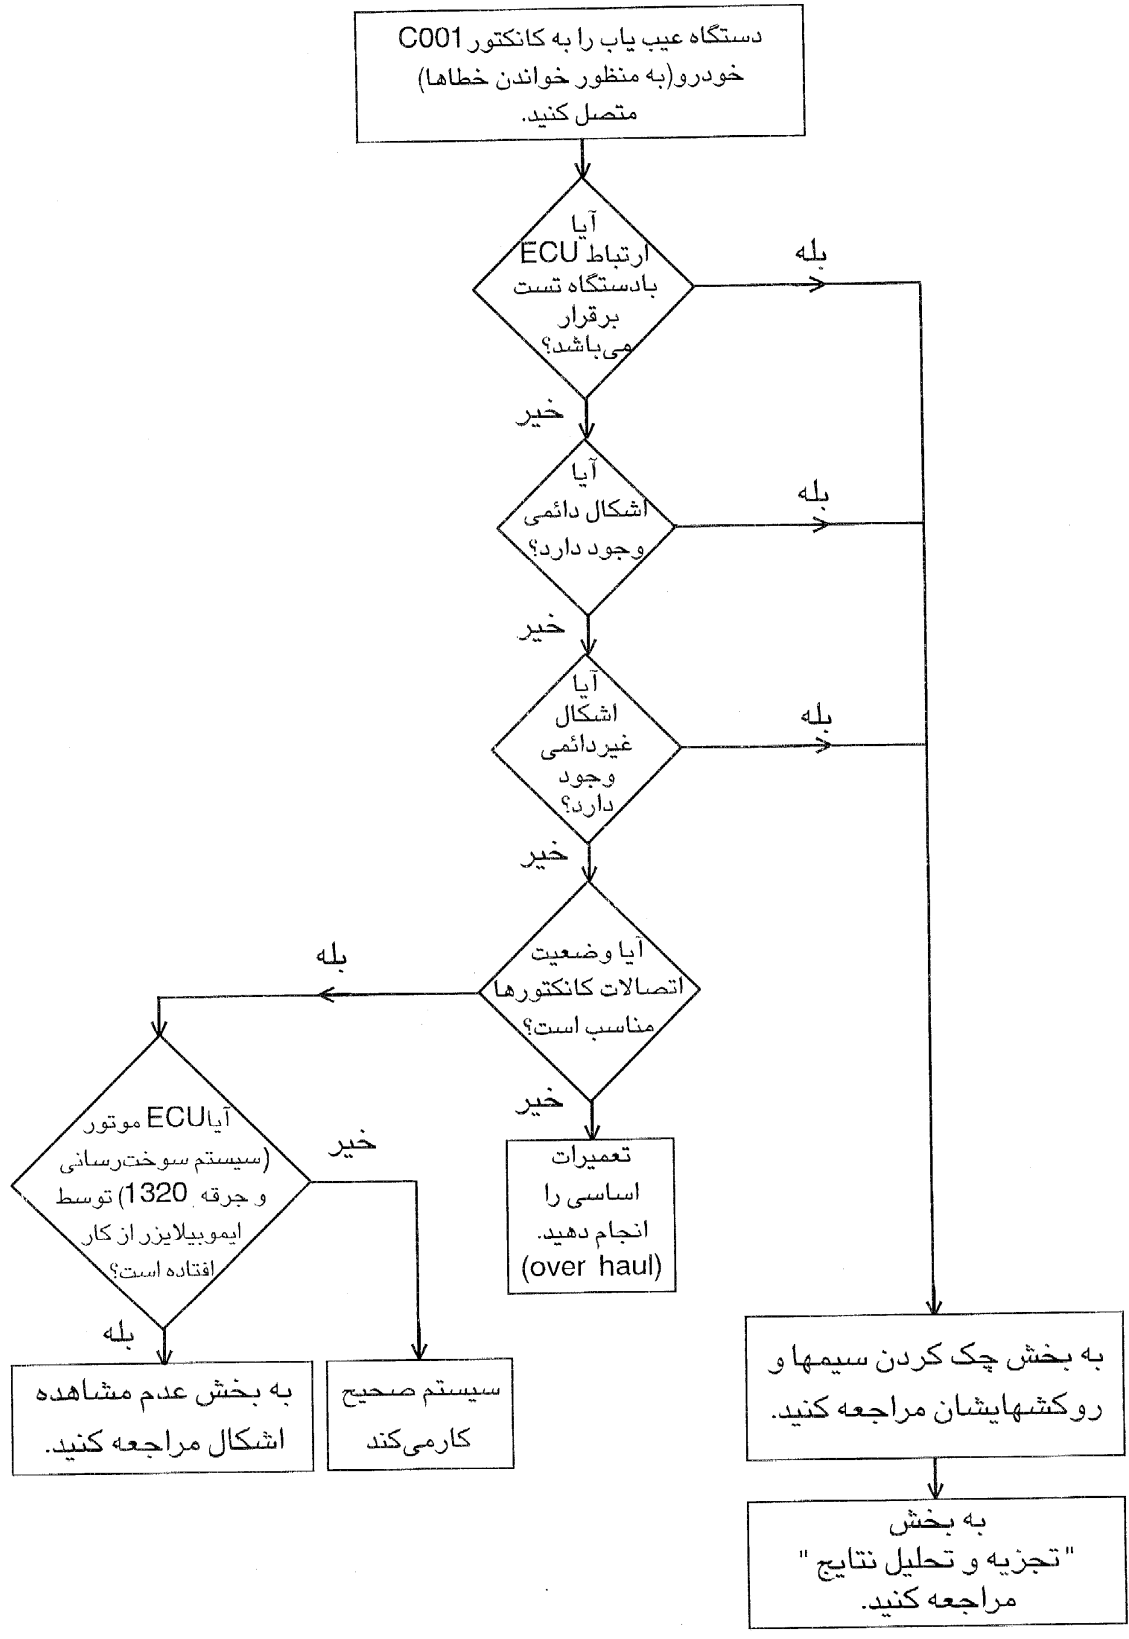 دستگاه عیب یاب را به کانکتور C001
خودرو(به منظور خواندن خطاها)
متصل کنید.
آیا
ارتباط ECU
بادستگاه تست
برقرار
می‌باشد؟
بله
خیر
آیا
اشکال دائمی
وجود دارد؟
بله
خیر
آیا
اشکال
غیردائمی
وجود
دارد؟
بله
خیر
آیا وضعیت
اتصالات کانکتورها
مناسب است؟
بله
خیر
آیاECU موتور
(سیستم سوخت‌رسانی
و جرقه 1320) توسط
ایموبیلایزر از کار
افتاده است؟
خیر
بله
تعمیرات
اساسی را
انجام دهید.
(over haul)
به بخش عدم مشاهده
اشکال مراجعه کنید.
سیستم صحیح
کارمی‌کند
به بخش چک کردن سیمها و
روکشهایشان مراجعه کنید.
به بخش
"تجزیه و تحلیل نتایج "
مراجعه کنید.